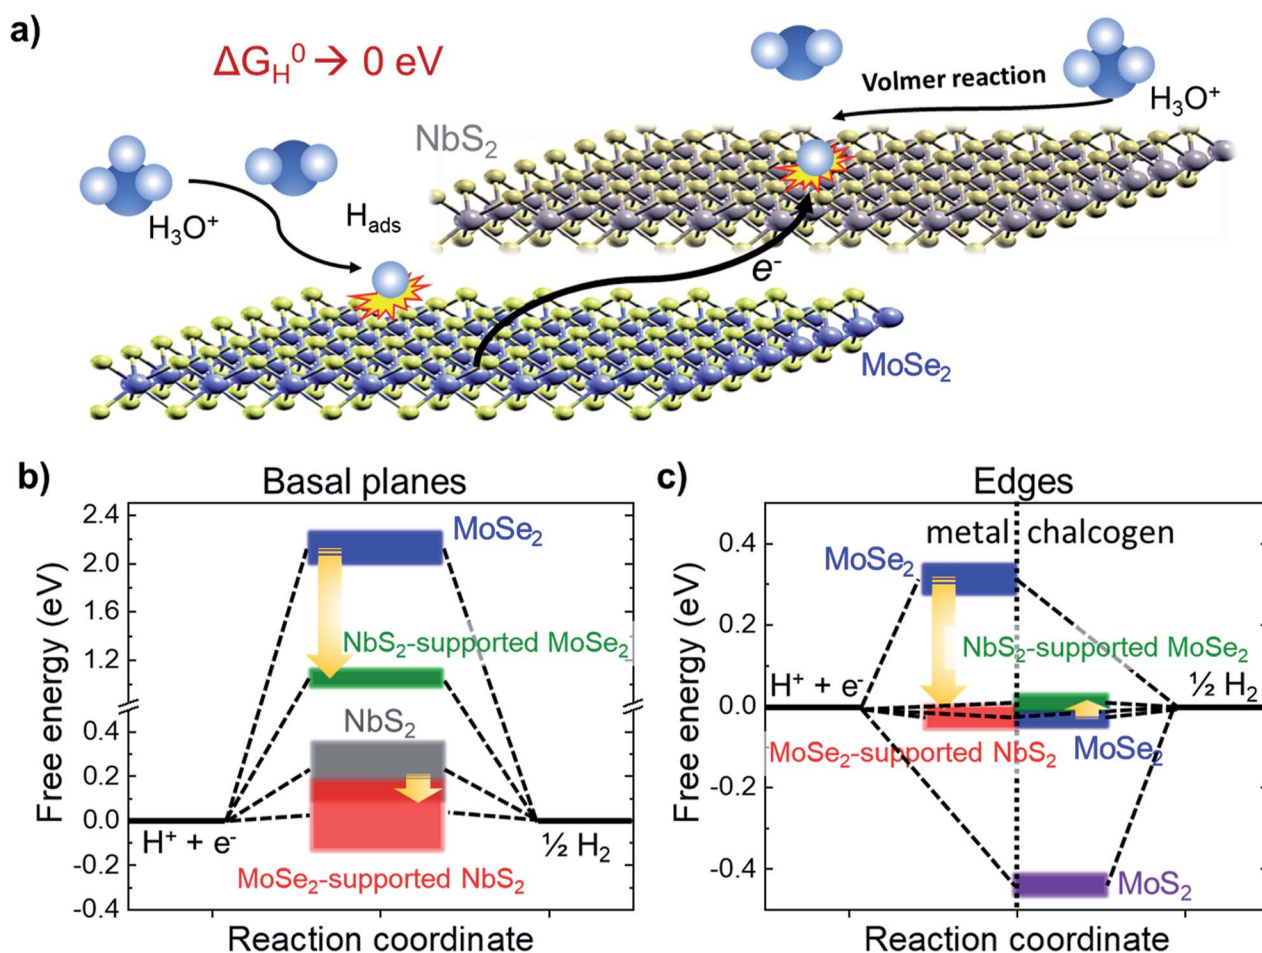 a)
ΔG_H^0 → 0 eV
Volmer reaction
H₃O⁺
NbS₂
H₃O⁺
H_ads
e⁻
MoSe₂
b)
Basal planes
2.4
2.0
1.6
1.2
0.4
0.2
0.0
-0.2
-0.4
Free energy (eV)
MoSe₂
NbS₂-supported MoSe₂
NbS₂
H⁺ + e⁻
½ H₂
MoSe₂-supported NbS₂
Reaction coordinate
c)
Edges
0.4
0.2
0.0
-0.2
-0.4
Free energy (eV)
metal chalcogen
MoSe₂
NbS₂-supported MoSe₂
H⁺ + e⁻
½ H₂
MoSe₂-supported NbS₂
MoSe₂
MoS₂
Reaction coordinate